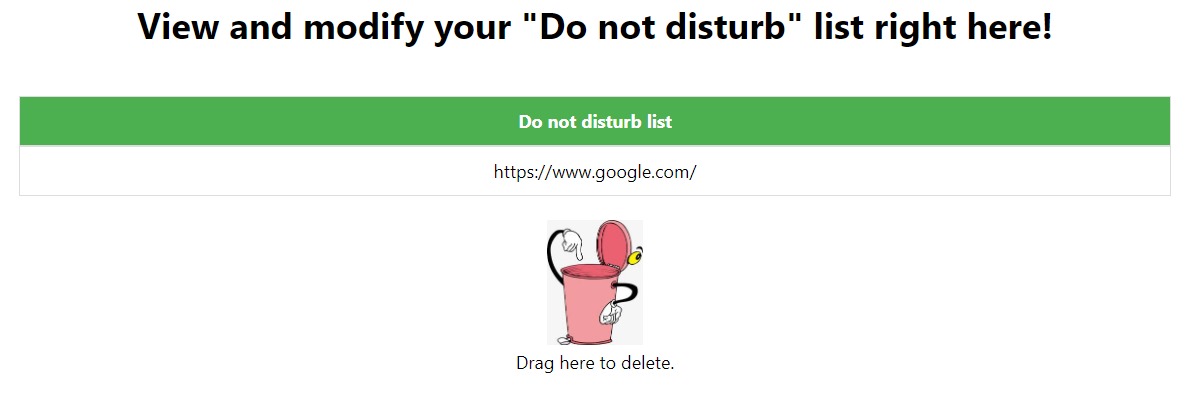 View and modify your "Do not disturb" list right here!
Do not disturb list
https://www.google.com/
Drag here to delete.